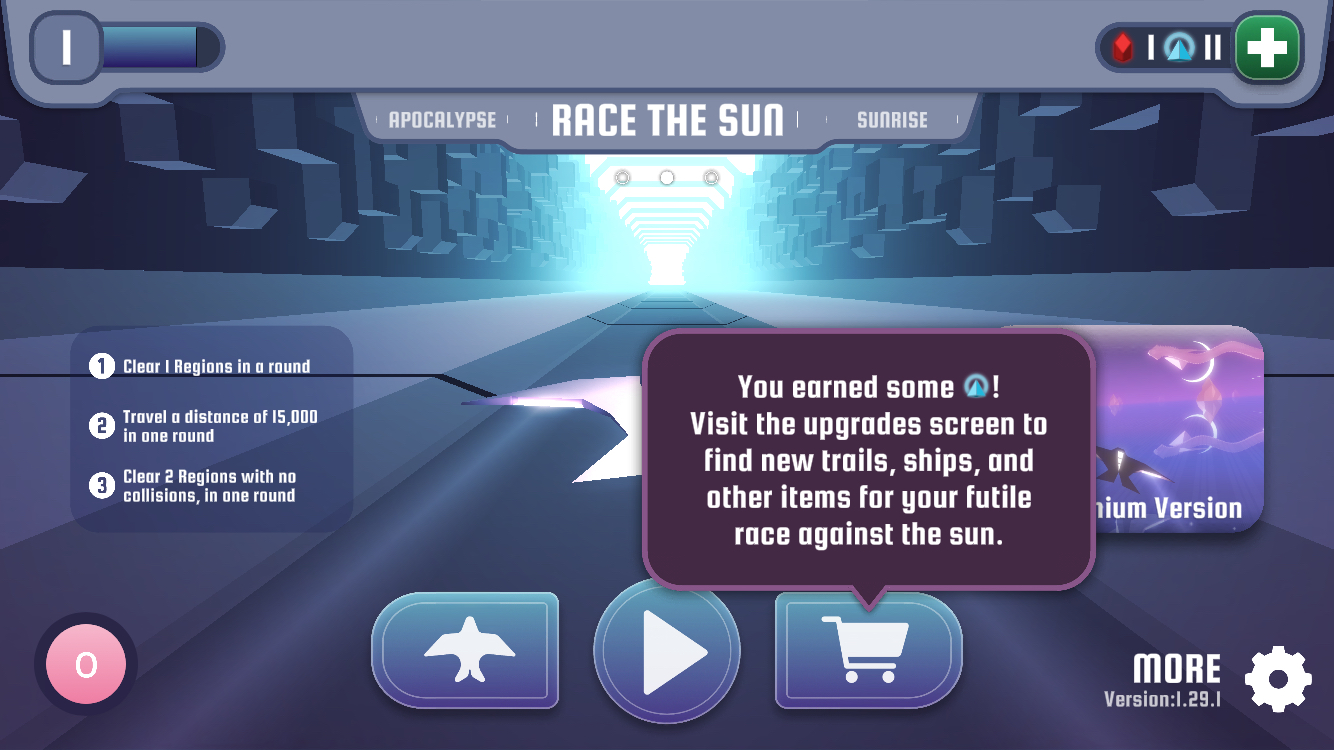 1
1
11
APOCALYPSE
RACE THE SUN
SUNRISE
1
Clear 1 Regions in a round
2
Travel a distance of 15,000
in one round
3
Clear 2 Regions with no
collisions, in one round
You earned some !
Visit the upgrades screen to
find new trails, ships, and
other items for your futile
race against the sun.
nium Version
O
MORE
Version:1.29.1